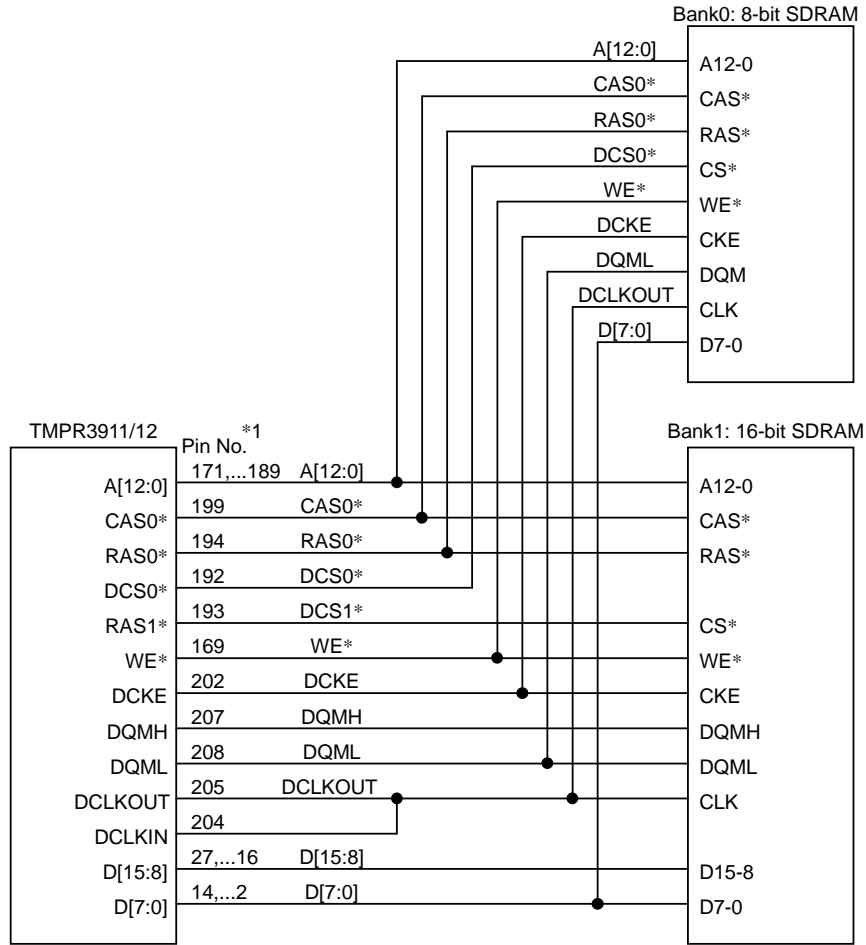 Bank0: 8-bit SDRAM
A[12:0] A12-0
CAS0* CAS*
RAS0* RAS*
DCS0* CS*
WE* WE*
DCKE CKE
DQML DQM
DCLKOUT CLK
D[7:0] D7-0
TMPR3911/12 *1 Bank1: 16-bit SDRAM
Pin No.
A[12:0] 171,...189 A[12:0] A12-0
CAS0* 199 CAS0* CAS*
RAS0* 194 RAS0* RAS*
DCS0* 192 DCS0*
RAS1* 193 DCS1* CS*
WE* 169 WE* WE*
DCKE 202 DCKE CKE
DQMH 207 DQMH DQMH
DQML 208 DQML DQML
DCLKOUT 205 DCLKOUT CLK
DCLKIN 204
D[15:8] 27,...16 D[15:8] D15-8
D[7:0] 14,...2 D[7:0] D7-0